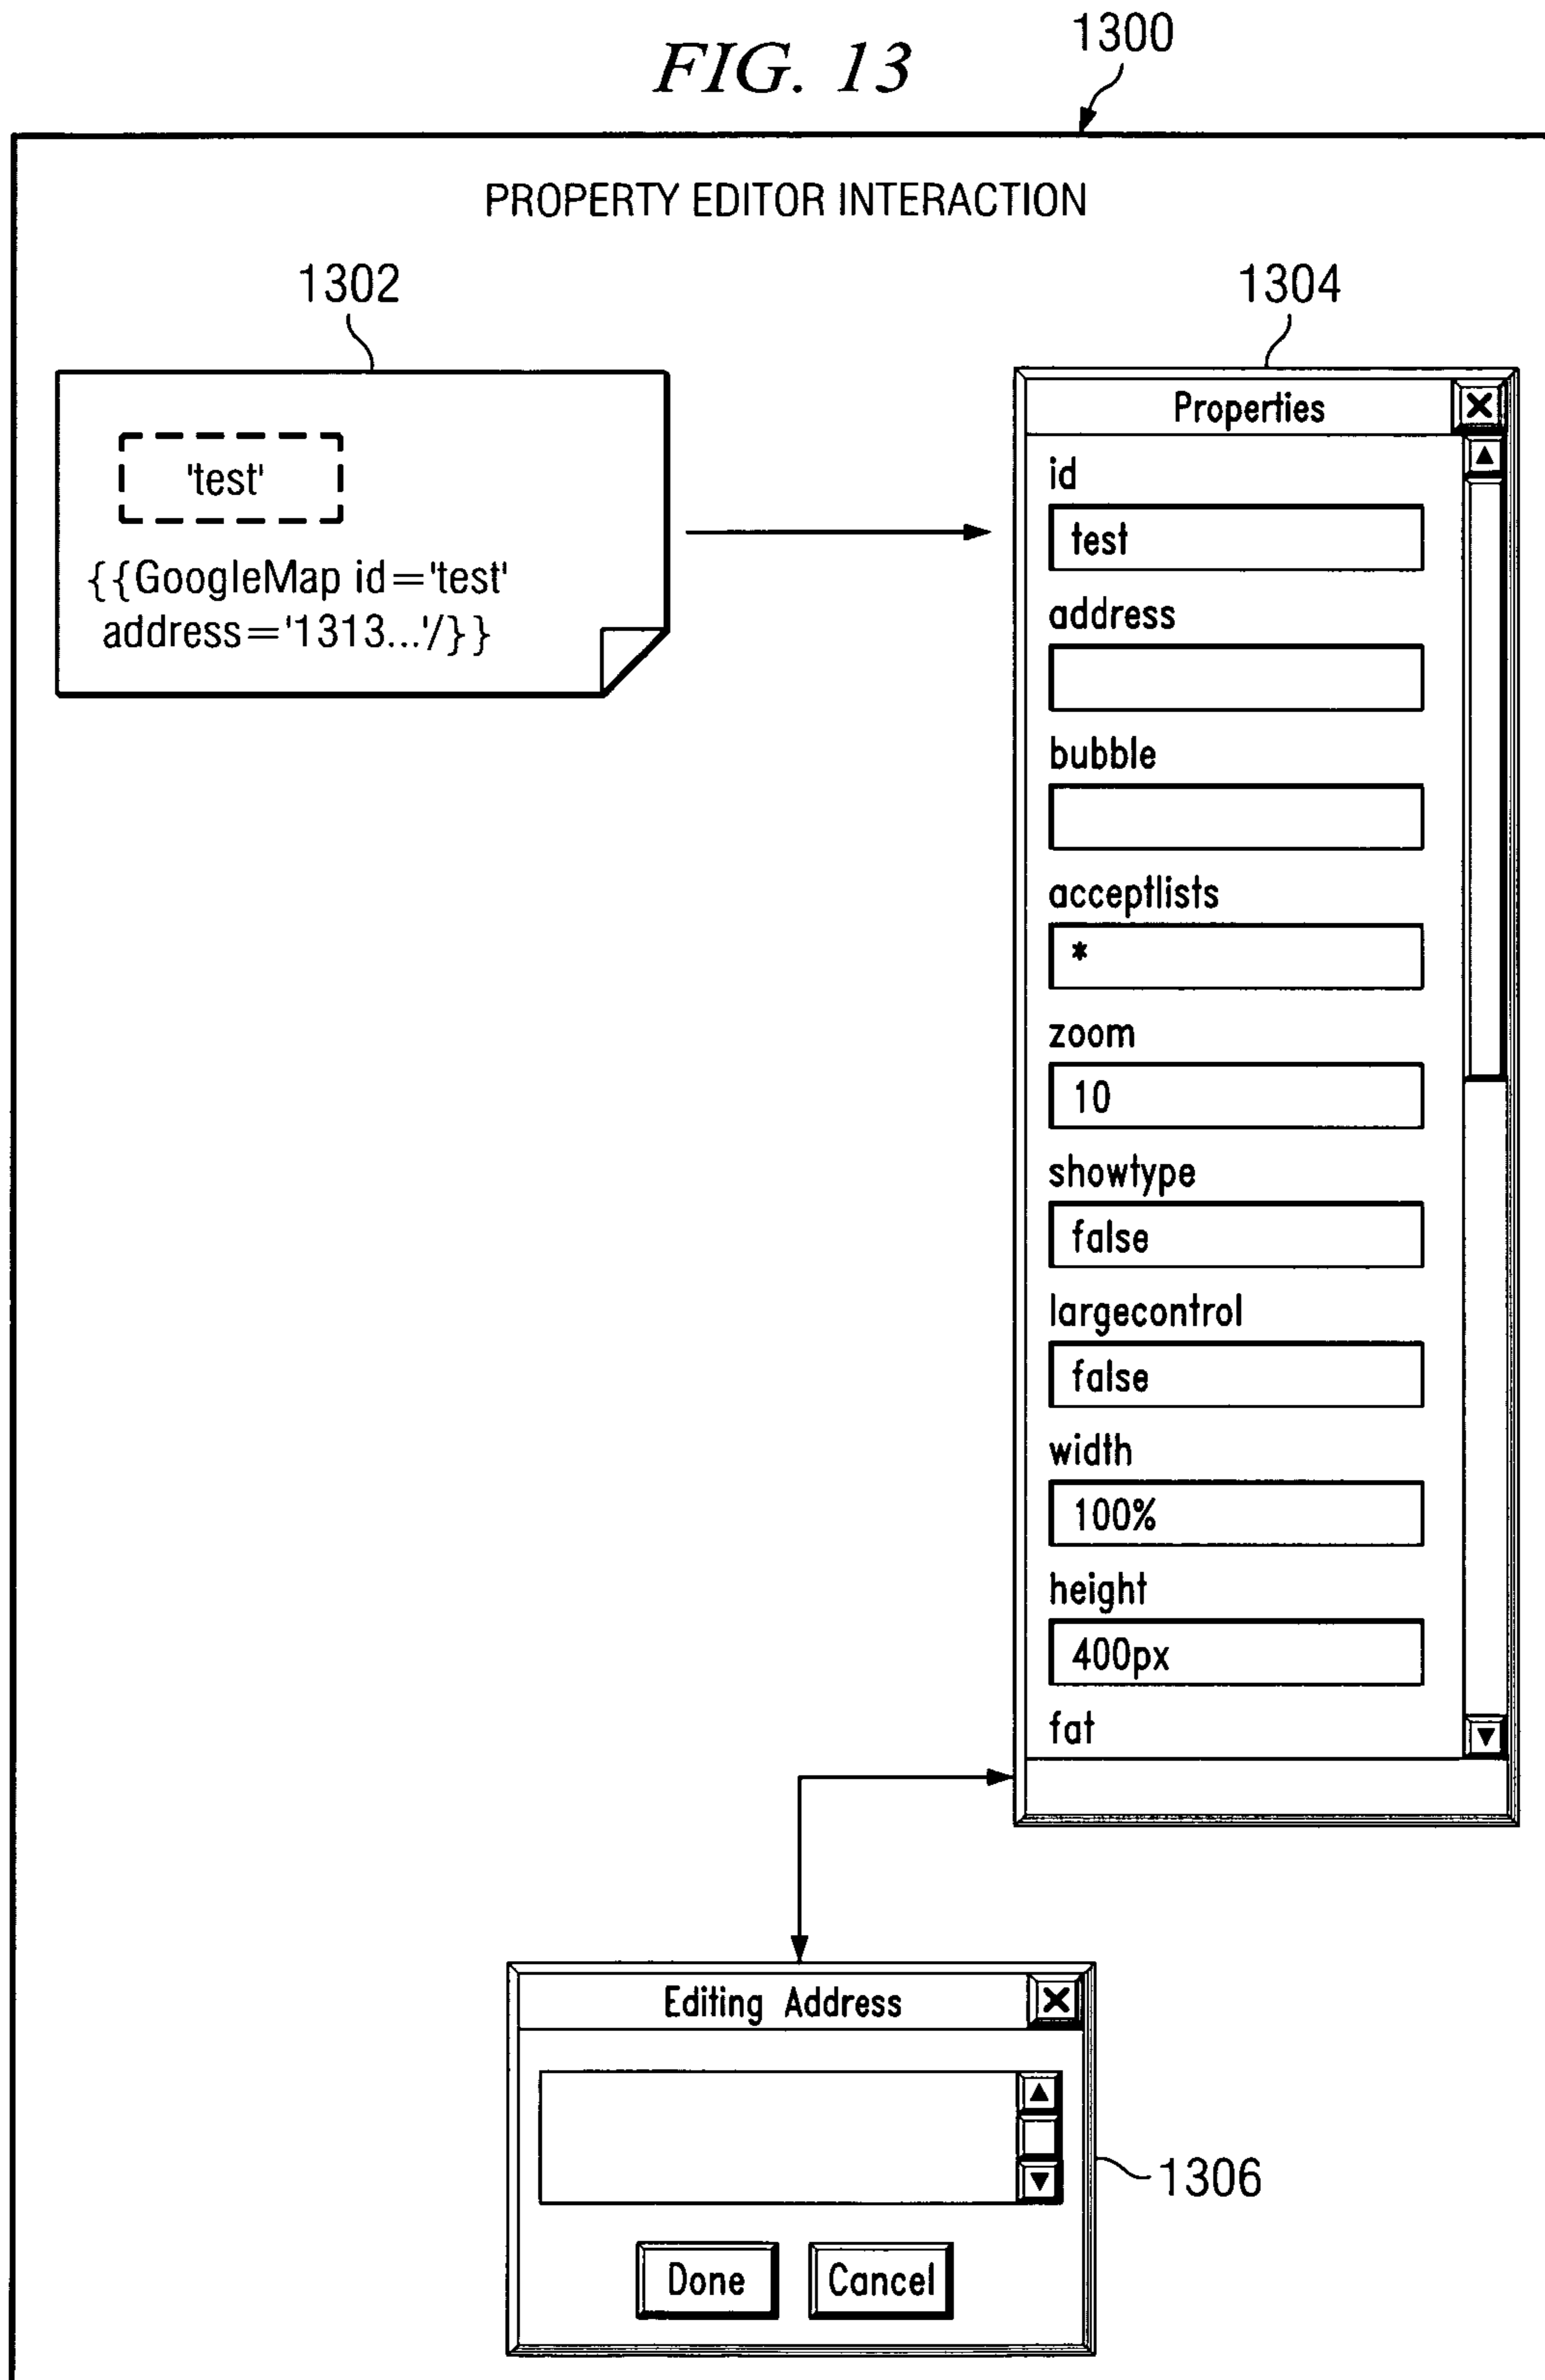 FIG. 13
1300
PROPERTY EDITOR INTERACTION
1302
'test'
{{GoogleMap id='test'
address='1313...'/}}
1304
Properties
id
test
address
bubble
acceptlists
*
zoom
10
showtype
false
largecontrol
false
width
100%
height
400px
fat
Editing Address
1306
Done
Cancel